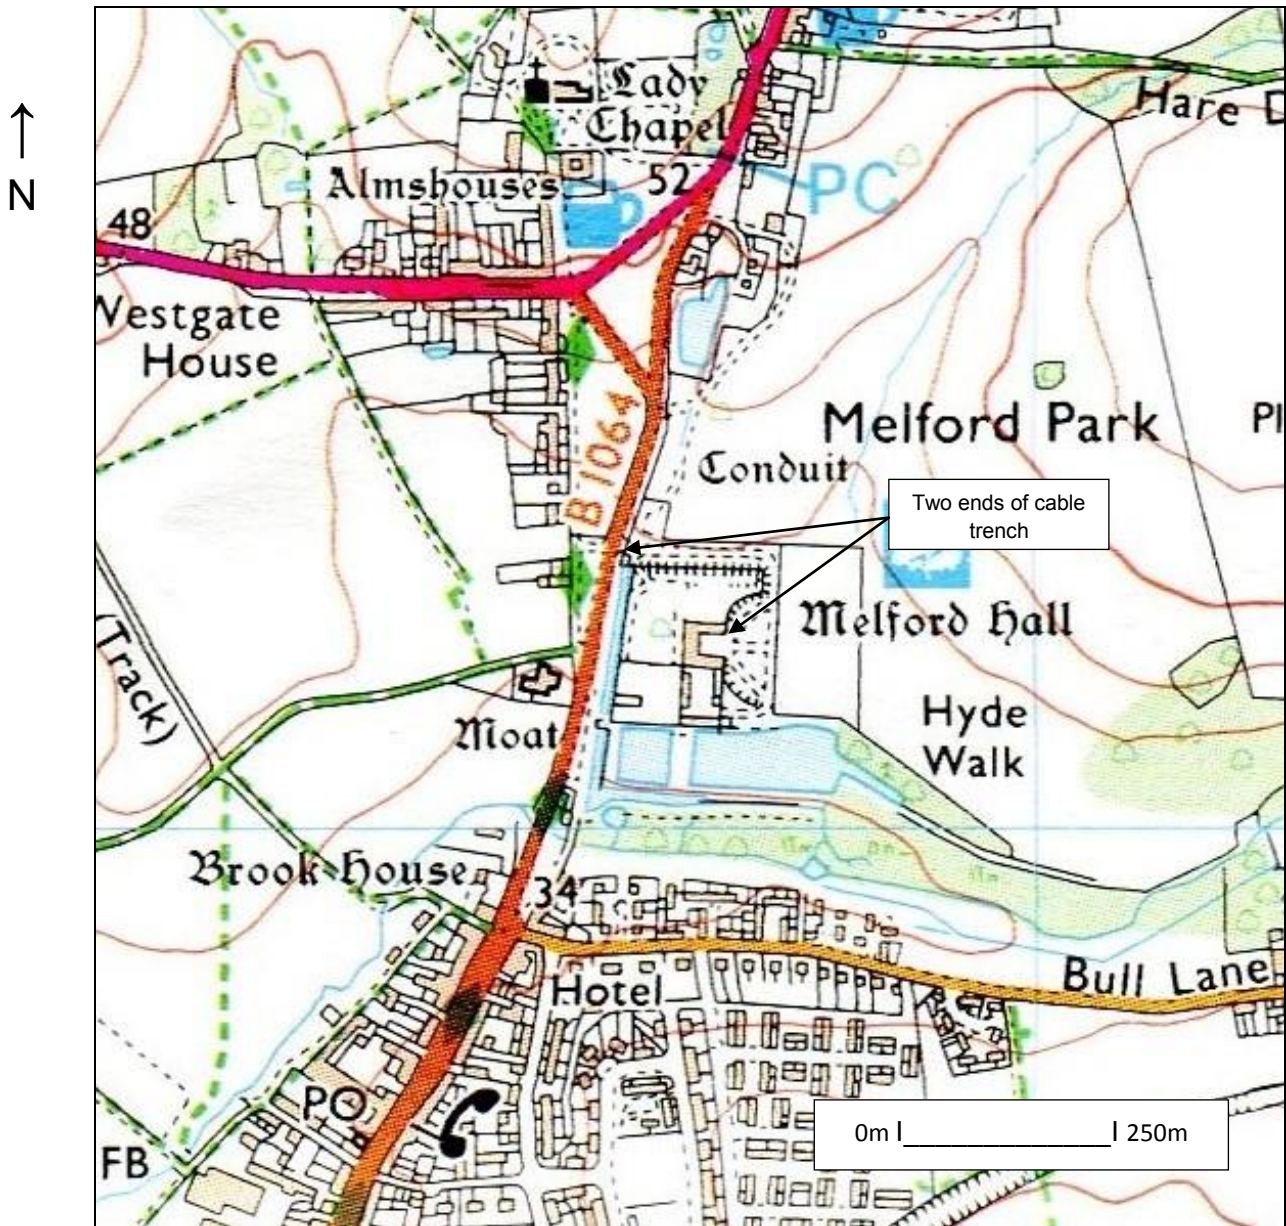 Lady
Chapel
Hare D
↑
N
Almshouses
52
PC
48
Westgate
House
B 1064
Melford Park
Pl
Conduit
Two ends of cable
trench
Melford Hall
(Track)
Hyde
Walk
Moat
Brook House
34
Bull Lane
Hotel
PO
FB
0m I______________I 250m